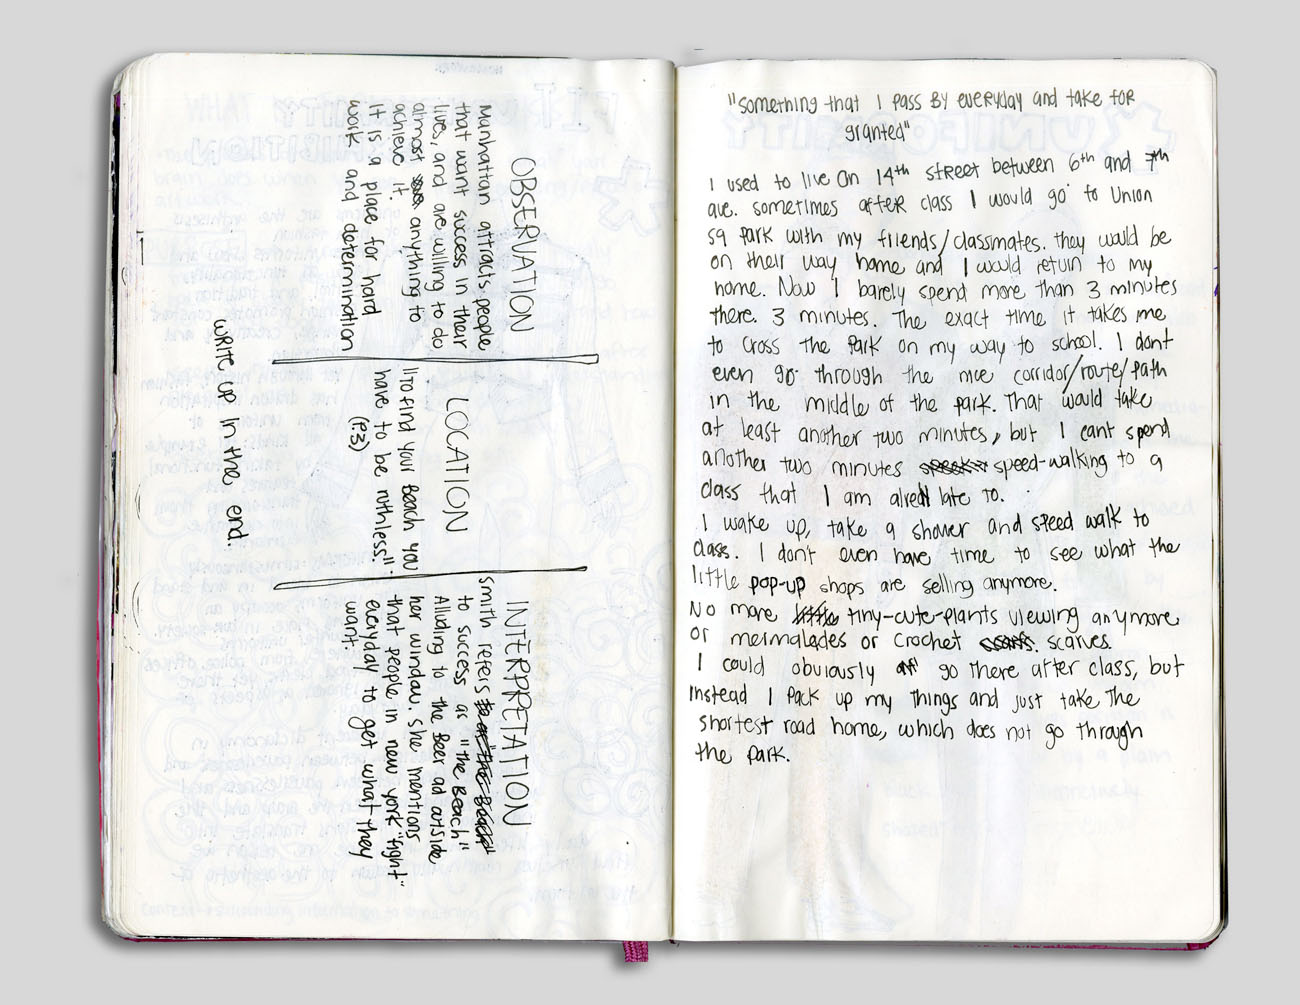 OBSERVATION
Manhattan attracts people
that want success in their
lives, and are willing to do
almost anything to
achieve it.
It is a place for hard
work and determination
LOCATION
"To find your Beach you
have to be ruthless".
(P.3)
INTERPRETATION
Smith refers to as "the Beach"
to success as "the Beach"
Alluding to the Beer ad outside
her window. She mentions
that people in new york "fight"
everyday to get what they
want.
write up in the end.
"Something that I pass By everyday and take for
granted"
I used to live on 14th street between 6th and 7th
ave. sometimes after class I would go to Union
sq park with my friends/classmates. they would be
on their way home and I would return to my
home. Now I barely spend more than 3 minutes
there. 3 minutes. The exact time it takes me
to cross the Park on my way to school. I dont
even go through the nice corridor/route/path
in the middle of the park. That would take
at least another two minutes, but I cant spend
another two minutes speed-walking to a
class that I am alredy late to.
I wake up, take a shower and speed walk to
class. I don't even have time to see what the
little pop-up shops are selling anymore.
No more little tiny-cute-plants viewing anymore
or mermalades or crochet scarves.
I could obviously go there after class, but
instead I pack up my things and just take the
shortest road home, which does not go through
the park.